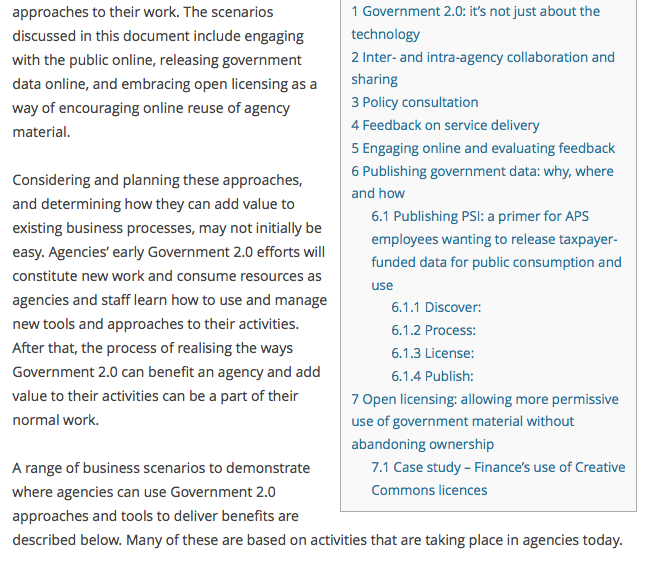 approaches to their work. The scenarios
discussed in this document include engaging
with the public online, releasing government
data online, and embracing open licensing as a
way of encouraging online reuse of agency
material.
Considering and planning these approaches,
and determining how they can add value to
existing business processes, may not initially be
easy. Agencies’ early Government 2.0 efforts will
constitute new work and consume resources as
agencies and staff learn how to use and manage
new tools and approaches to their activities.
After that, the process of realising the ways
Government 2.0 can benefit an agency and add
value to their activities can be a part of their
normal work.
A range of business scenarios to demonstrate
where agencies can use Government 2.0
approaches and tools to deliver benefits are
described below. Many of these are based on activities that are taking place in agencies today.
1 Government 2.0: it’s not just about the
technology
2 Inter- and intra-agency collaboration and
sharing
3 Policy consultation
4 Feedback on service delivery
5 Engaging online and evaluating feedback
6 Publishing government data: why, where
and how
6.1 Publishing PSI: a primer for APS
employees wanting to release taxpayer-
funded data for public consumption and
use
6.1.1 Discover:
6.1.2 Process:
6.1.3 License:
6.1.4 Publish:
7 Open licensing: allowing more permissive
use of government material without
abandoning ownership
7.1 Case study – Finance’s use of Creative
Commons licences